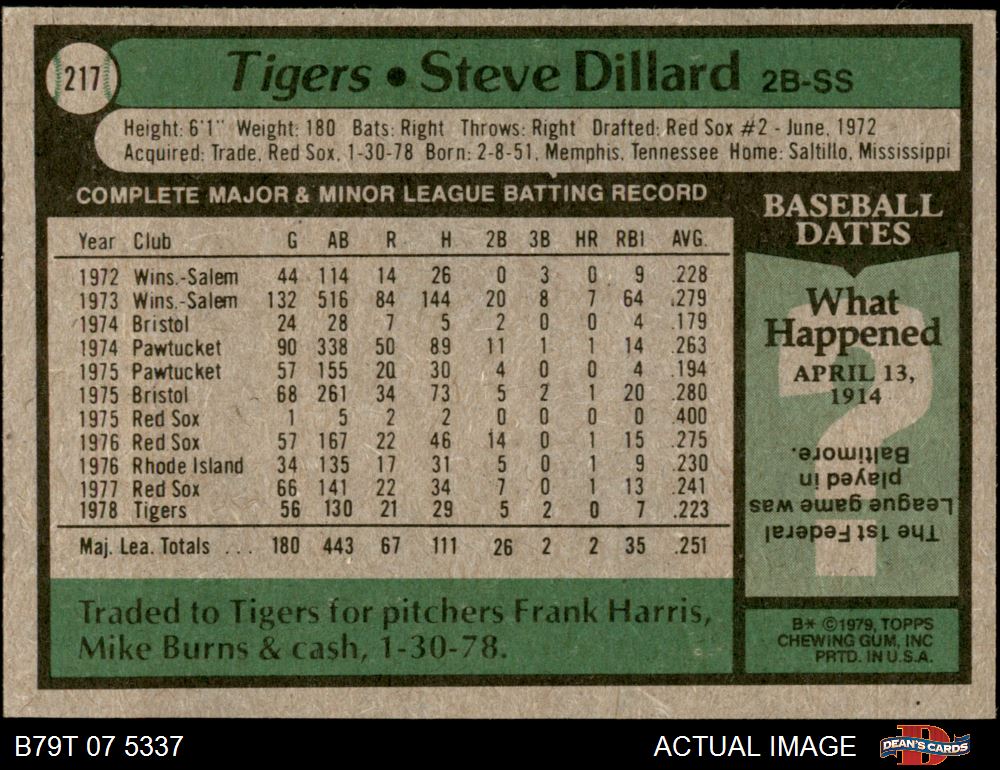 217
Tigers • Steve Dillard 2B-SS
Height: 6'1" Weight: 180 Bats: Right Throws: Right Drafted: Red Sox #2 - June, 1972
Acquired: Trade, Red Sox, 1-30-78 Born: 2-8-51, Memphis, Tennessee Home: Saltillo, Mississippi
COMPLETE MAJOR & MINOR LEAGUE BATTING RECORD
Year Club G AB R H 2B 3B HR RBI AVG.
1972 Wins.-Salem 44 114 14 26 0 3 0 9 .228
1973 Wins.-Salem 132 516 84 144 20 8 7 64 .279
1974 Bristol 24 28 7 5 2 0 0 4 .179
1974 Pawtucket 90 338 50 89 11 1 1 14 .263
1975 Pawtucket 57 155 20 30 4 0 0 4 .194
1975 Bristol 68 261 34 73 5 2 1 20 .280
1975 Red Sox 1 5 2 2 0 0 0 0 .400
1976 Red Sox 57 167 22 46 14 0 1 15 .275
1976 Rhode Island 34 135 17 31 5 0 1 9 .230
1977 Red Sox 66 141 22 34 7 0 1 13 .241
1978 Tigers 56 130 21 29 5 2 0 7 .223
Maj. Lea. Totals ... 180 443 67 111 26 2 2 35 .251
Traded to Tigers for pitchers Frank Harris,
Mike Burns & cash, 1-30-78.
BASEBALL
DATES
What
Happened
APRIL 13,
1914
?
The 1st Federal
League game was
played in
Baltimore.
B* ©1979, TOPPS
CHEWING GUM, INC
PRTD. IN U.S.A.
B79T 07 5337
ACTUAL IMAGE
D
DEAN'S CARDS